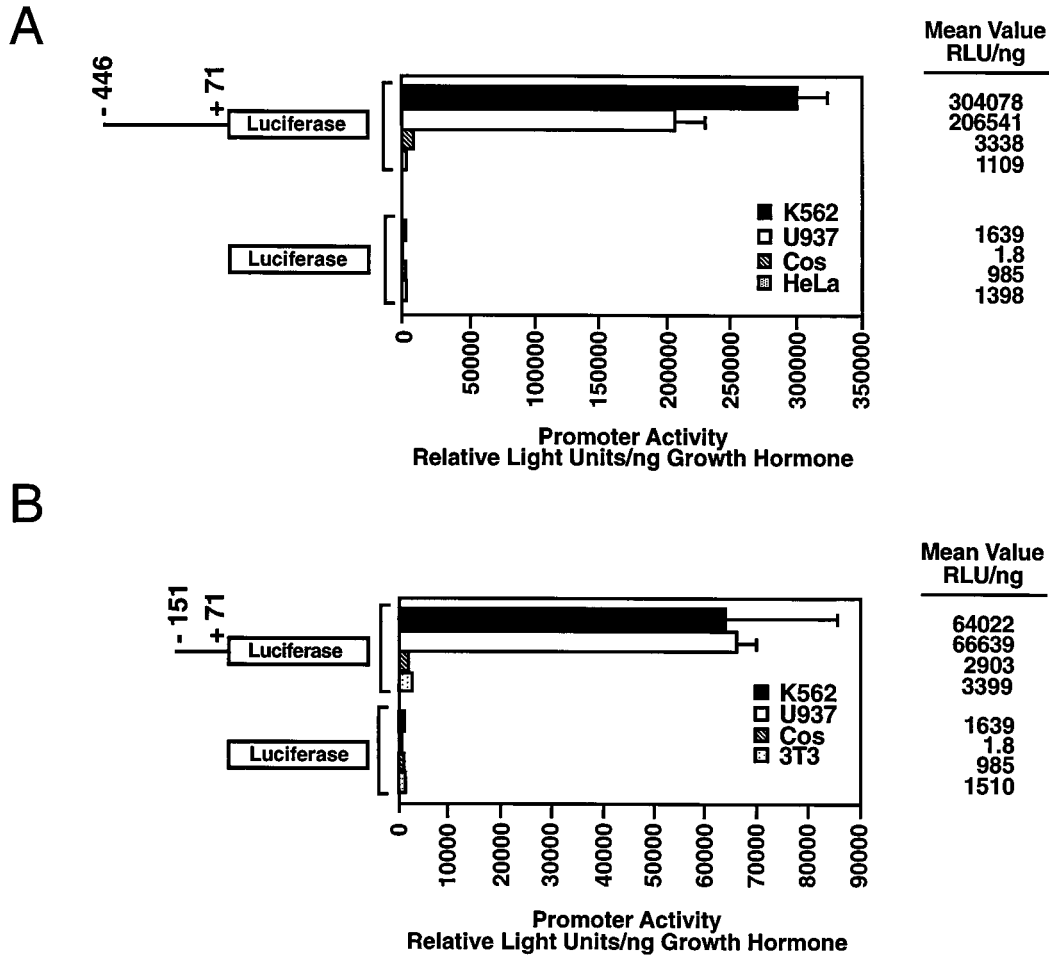 A
Mean Value
RLU/ng
- 446
+ 71
Luciferase
304078
206541
3338
1109
K562
U937
Cos
HeLa
Luciferase
1639
1.8
985
1398
0
50000
100000
150000
200000
250000
300000
350000
Promoter Activity
Relative Light Units/ng Growth Hormone
B
Mean Value
RLU/ng
- 151
+ 71
Luciferase
64022
66639
2903
3399
K562
U937
Cos
3T3
Luciferase
1639
1.8
985
1510
0
10000
20000
30000
40000
50000
60000
70000
80000
90000
Promoter Activity
Relative Light Units/ng Growth Hormone